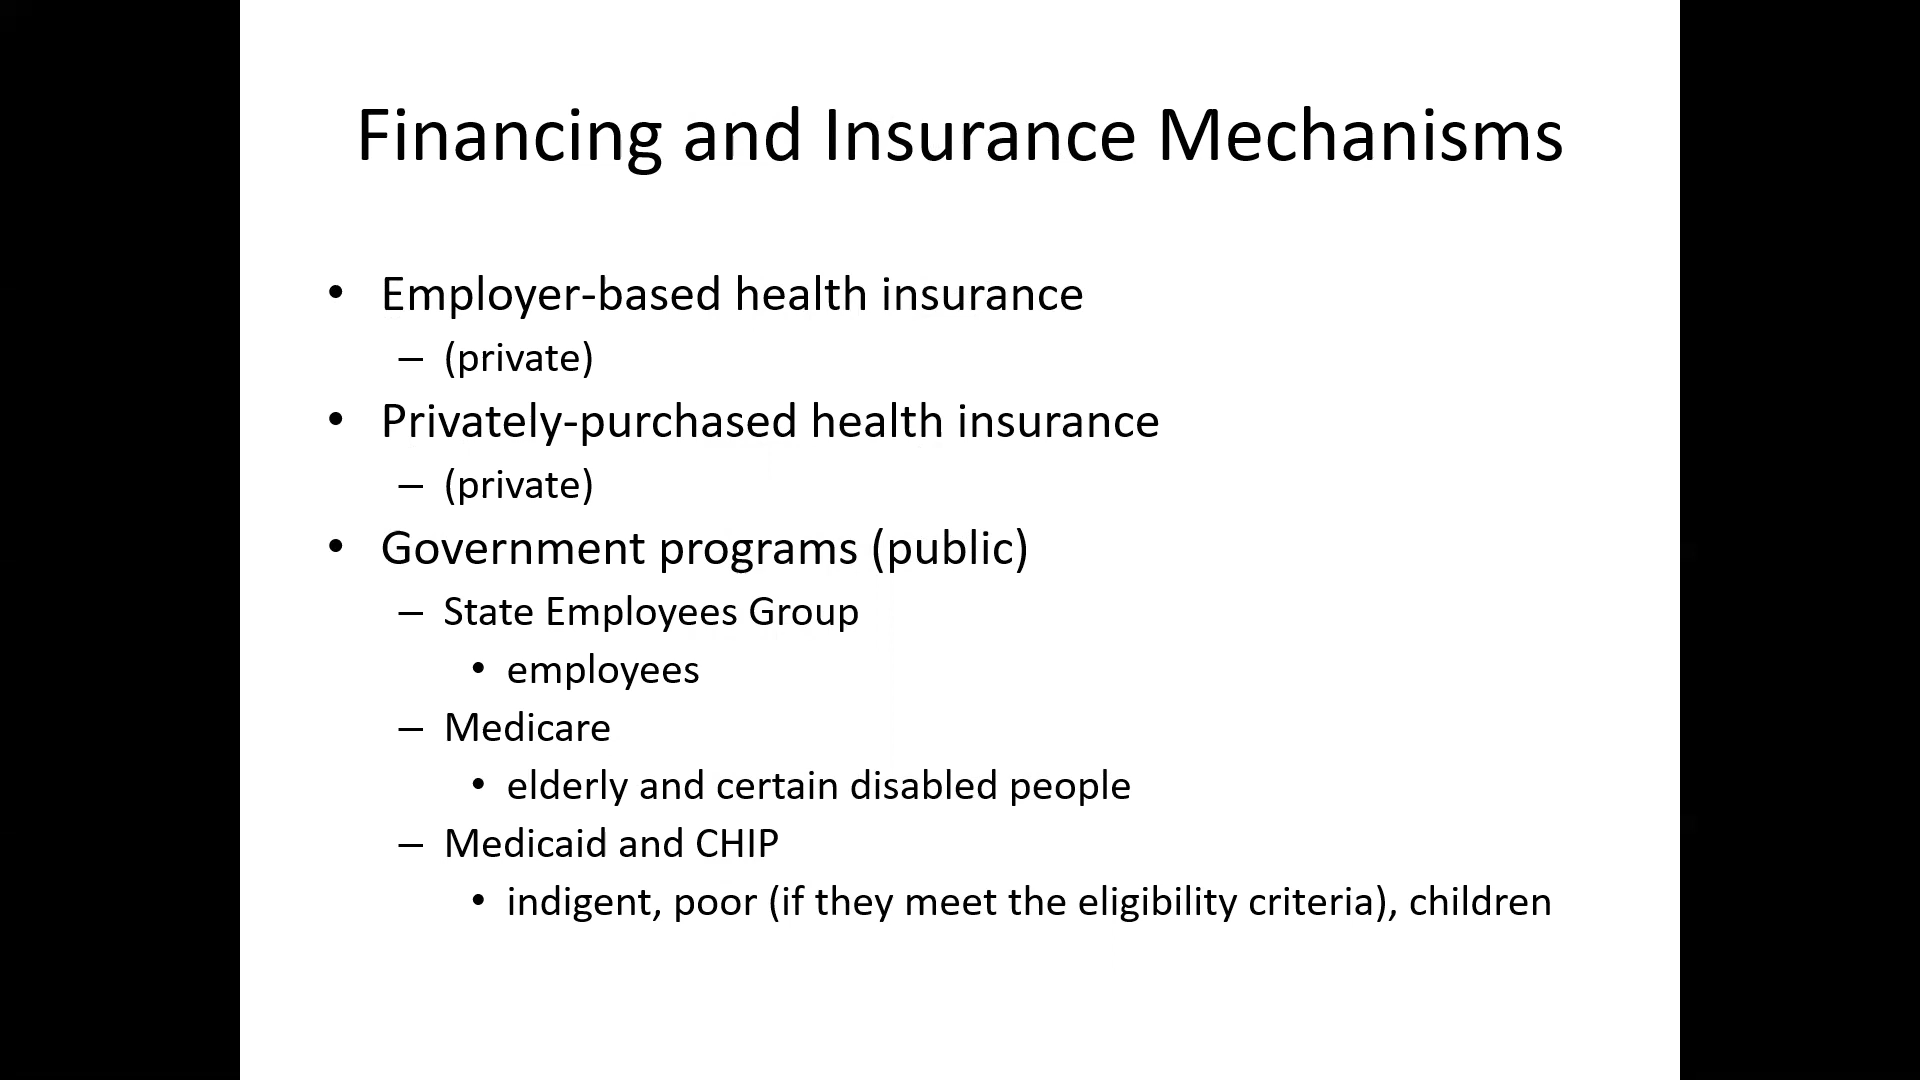 Financing and Insurance Mechanisms
• Employer-based health insurance
– (private)
• Privately-purchased health insurance
– (private)
• Government programs (public)
– State Employees Group
• employees
– Medicare
• elderly and certain disabled people
– Medicaid and CHIP
• indigent, poor (if they meet the eligibility criteria), children